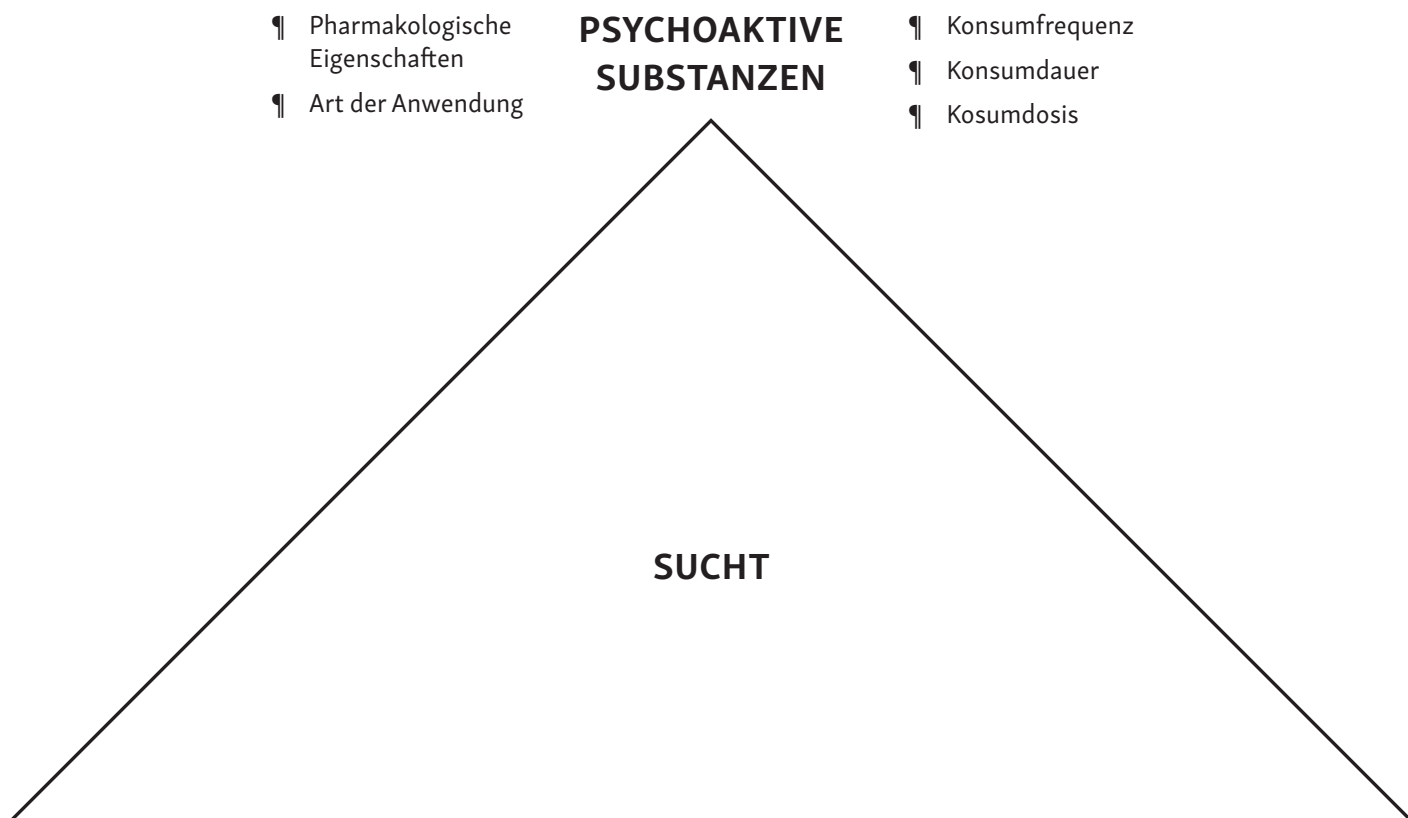 ¶ Pharmakologische
Eigenschaften
¶ Art der Anwendung
PSYCHOAKTIVE
SUBSTANZEN
¶ Konsumfrequenz
¶ Konsumdauer
¶ Kosumdosis
SUCHT